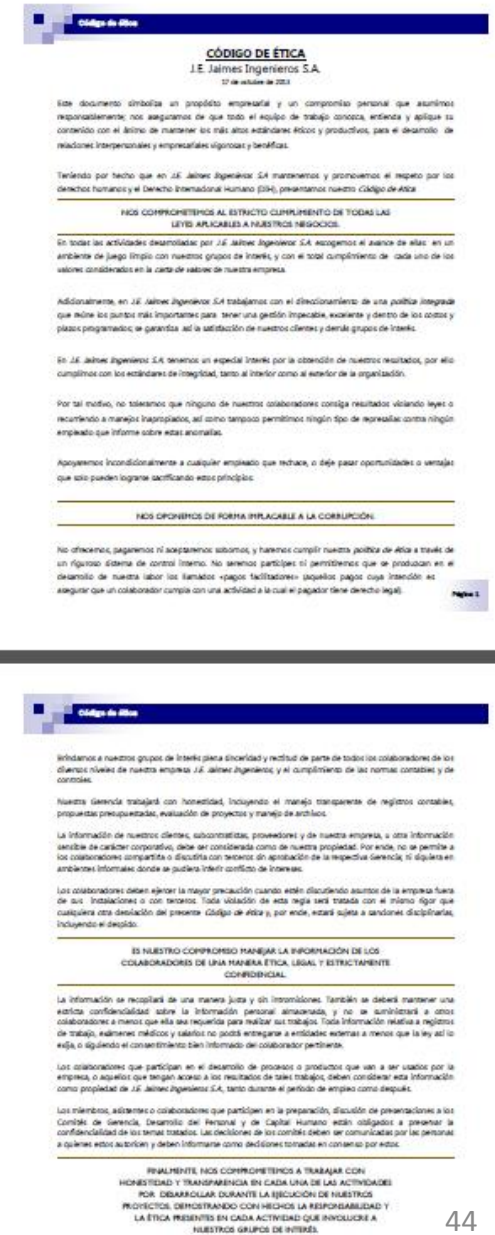 Código de ética
CÓDIGO DE ÉTICA
J.E. Jaimes Ingenieros S.A.
17 de octubre de 2013
Este documento simboliza un propósito empresarial y un compromiso personal que asumimos
responsablemente; nos aseguramos de que todo el equipo de trabajo conozca, entienda y aplique su
contenido con el ánimo de mantener los más altos estándares éticos y productivos, para el desarrollo de
relaciones interpersonales y empresariales vigorosas y benéficas.
Teniendo por hecho que en J.E. Jaimes Ingenieros S.A mantenemos y promovemos el respeto por los
derechos humanos y el Derecho Internacional Humano (DIH), presentamos nuestro Código de ética
NOS COMPROMETEMOS AL ESTRICTO CUMPLIMIENTO DE TODAS LAS
LEYES APLICABLES A NUESTROS NEGOCIOS.
En todas las actividades desarrolladas por J.E. Jaimes Ingenieros S.A. escogemos el avance de ellas en un
ambiente de juego limpio con nuestros grupos de interés, y con el total cumplimiento de cada uno de los
valores considerados en la carta de valores de nuestra empresa.
Adicionalmente, en J.E. Jaimes Ingenieros S.A trabajamos con el direccionamiento de una política integrada
que reúne los puntos más importantes para tener una gestión impecable, excelente y dentro de los costos y
plazos programados; se garantiza así la satisfacción de nuestros clientes y demás grupos de interés.
En J.E. Jaimes Ingenieros S.A. tenemos un especial interés por la obtención de nuestros resultados, por ello
cumplimos con los estándares de integridad, tanto al interior como al exterior de la organización.
Por tal motivo, no toleramos que ninguno de nuestros colaboradores consiga resultados violando leyes o
recurriendo a manejos inapropiados, así como tampoco permitimos ningún tipo de represalias contra ningún
empleado que informe sobre estas anomalías.
Apoyaremos incondicionalmente a cualquier empleado que rechace, o deje pasar oportunidades o ventajas
que solo pueden lograrse sacrificando estos principios.
NOS OPONEMOS DE FORMA IMPLACABLE A LA CORRUPCIÓN.
No ofrecemos, pagaremos ni aceptaremos sobornos, y haremos cumplir nuestra política de ética a través de
un riguroso sistema de control interno. No seremos partícipes ni permitiremos que se produzcan en el
desarrollo de nuestra labor los llamados «pagos facilitadores» (aquellos pagos cuya intención es
asegurar que un colaborador cumpla con una actividad a la cual el pagador tiene derecho legal).
Página 1
Código de ética
Brindamos a nuestros grupos de interés plena sinceridad y rectitud de parte de todos los colaboradores de los
diversos niveles de nuestra empresa J.E. Jaimes Ingenieros, y el cumplimiento de las normas contables y de
controles.
Nuestra Gerencia trabajará con honestidad, incluyendo el manejo transparente de registros contables,
propuestas presupuestadas, evaluación de proyectos y manejo de archivos.
La información de nuestros clientes, subcontratistas, proveedores y de nuestra empresa, u otra información
sensible de carácter corporativo, debe ser considerada como de nuestra propiedad. Por ende, no se permite a
los colaboradores compartirla o discutirla con terceros sin aprobación de la respectiva Gerencia; ni siquiera en
ambientes informales donde se pudiera inferir conflicto de intereses.
Los colaboradores deben ejercer la mayor precaución cuando estén discutiendo asuntos de la empresa fuera
de sus instalaciones o con terceros. Toda violación de esta regla será tratada con el mismo rigor que
cualquiera otra desviación del presente Código de ética y, por ende, estará sujeta a sanciones disciplinarias,
incluyendo el despido.
ES NUESTRO COMPROMISO MANEJAR LA INFORMACIÓN DE LOS
COLABORADORES DE UNA MANERA ÉTICA, LEGAL Y ESTRICTAMENTE
CONFIDENCIAL.
La información se recopilará de una manera justa y sin intromisiones. También se deberá mantener una
estricta confidencialidad sobre la información personal almacenada, y no se suministrará a otros
colaboradores a menos que ella sea requerida para realizar sus trabajos. Toda información relativa a registros
de trabajo, exámenes médicos y salarios no podrá entregarse a entidades externas a menos que la ley así lo
exija, o siguiendo el consentimiento bien informado del colaborador pertinente.
Los colaboradores que participan en el desarrollo de procesos o productos que van a ser usados por la
empresa, o aquellos que tengan acceso a los resultados de tales trabajos, deben considerar esta información
como propiedad de J.E. Jaimes Ingenieros S.A., tanto durante el período de empleo como después.
Los miembros, asistentes o colaboradores que participen en la preparación, discusión de presentaciones a los
Comités de Gerencia, Desarrollo del Personal y de Capital Humano están obligados a preservar la
confidencialidad de los temas tratados. Las decisiones de los comités deben ser comunicadas por las personas
a quienes estos autoricen y deben informarse como decisiones tomadas en consenso por estos.
FINALMENTE, NOS COMPROMETEMOS A TRABAJAR CON
HONESTIDAD Y TRANSPARENCIA EN CADA UNA DE LAS ACTIVIDADES
POR DESARROLLAR DURANTE LA EJECUCIÓN DE NUESTROS
PROYECTOS, DEMOSTRANDO CON HECHOS LA RESPONSABILIDAD Y
LA ÉTICA PRESENTES EN CADA ACTIVIDAD QUE INVOLUCRE A
NUESTROS GRUPOS DE INTERÉS.
44